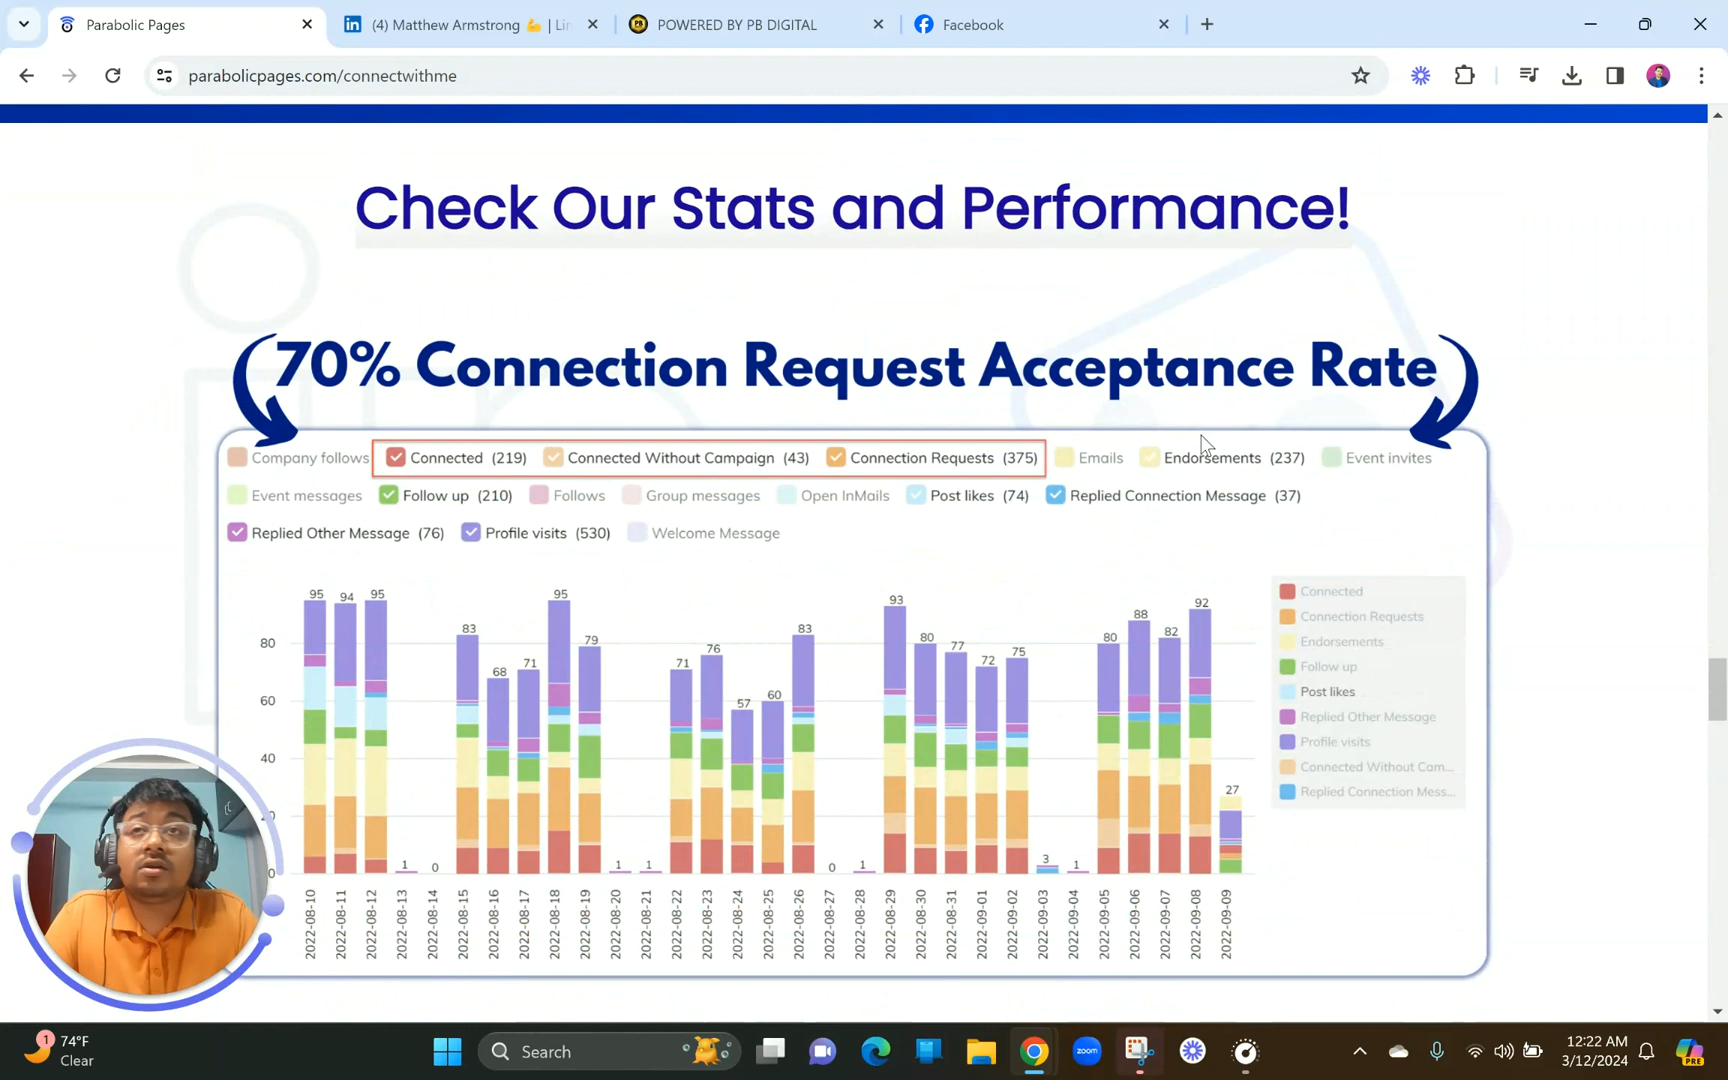 Parabolic Pages
(4) Matthew Armstrong 💪 | Lin
POWERED BY PB DIGITAL
Facebook
parabolicpages.com/connectwithme
Check Our Stats and Performance!
70% Connection Request Acceptance Rate
Company follows Connected (219) Connected Without Campaign (43) Connection Requests (375) Emails Endorsements (237) Event invites
Event messages Follow up (210) Follows Group messages Open InMails Post likes (74) Replied Connection Message (37)
Replied Other Message (76) Profile visits (530) Welcome Message
95 94 95 1 0 83 68 71 95 79 1 1 71 76 57 60 83 0 1 93 80 77 72 75 3 1 80 88 82 92 27
80
60
40
0
2022-08-10 2022-08-11 2022-08-12 2022-08-13 2022-08-14 2022-08-15 2022-08-16 2022-08-17 2022-08-18 2022-08-19 2022-08-20 2022-08-21 2022-08-22 2022-08-23 2022-08-24 2022-08-25 2022-08-26 2022-08-27 2022-08-28 2022-08-29 2022-08-30 2022-08-31 2022-09-01 2022-09-02 2022-09-03 2022-09-04 2022-09-05 2022-09-06 2022-09-07 2022-09-08 2022-09-09
Connected
Connection Requests
Endorsements
Follow up
Post likes
Replied Other Message
Profile visits
Connected Without Cam...
Replied Connection Mess...
1
74°F
Clear
Search
zoom
12:22 AM
3/12/2024
PRE